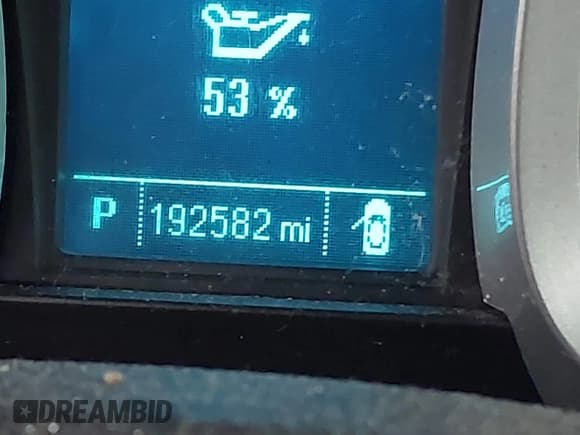 53 %
P 192582 mi
DREAMBID